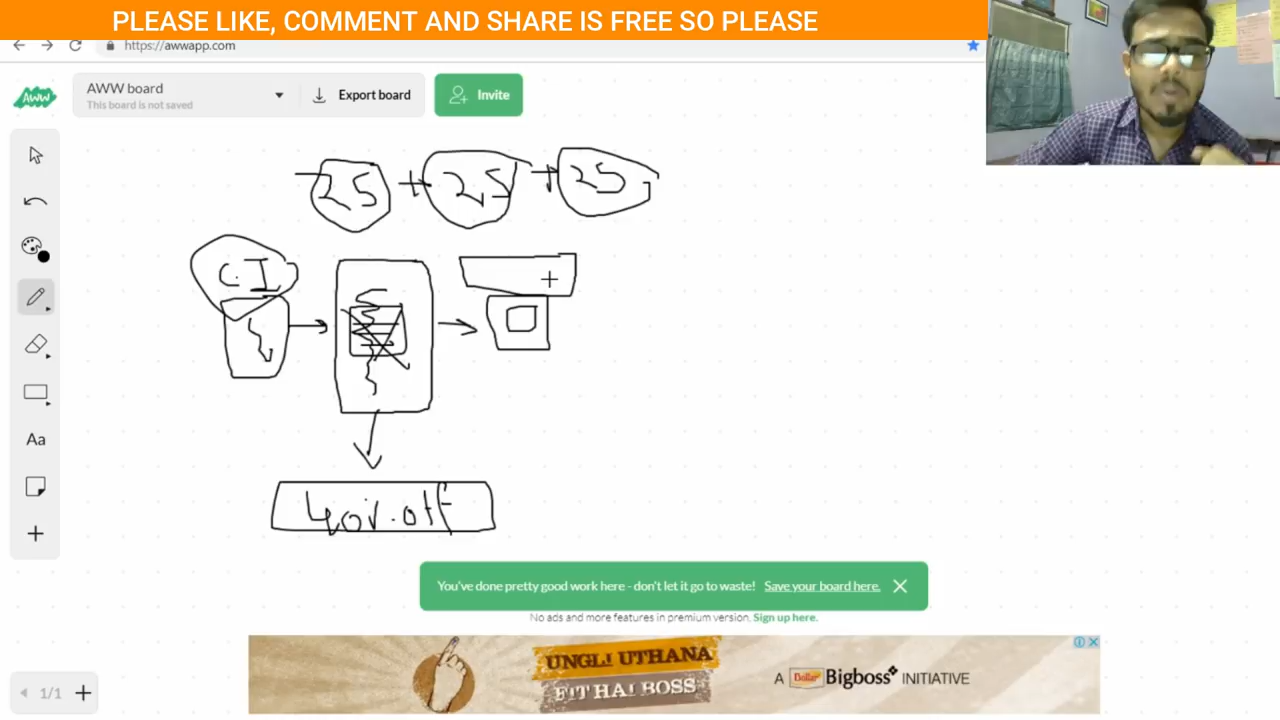 PLEASE LIKE, COMMENT AND SHARE IS FREE SO PLEASE
https://awwapp.com
AWW
AWW board
This board is not saved
Export board
Invite
25 + 25 + 25
C.I
Aa
You've done pretty good work here - don't let it go to waste! Save your board here.
No ads and more features in premium version. Sign up here.
UNGLI UTHANA
FIT HAI BOSS
A Dollar Bigboss INITIATIVE
1/1